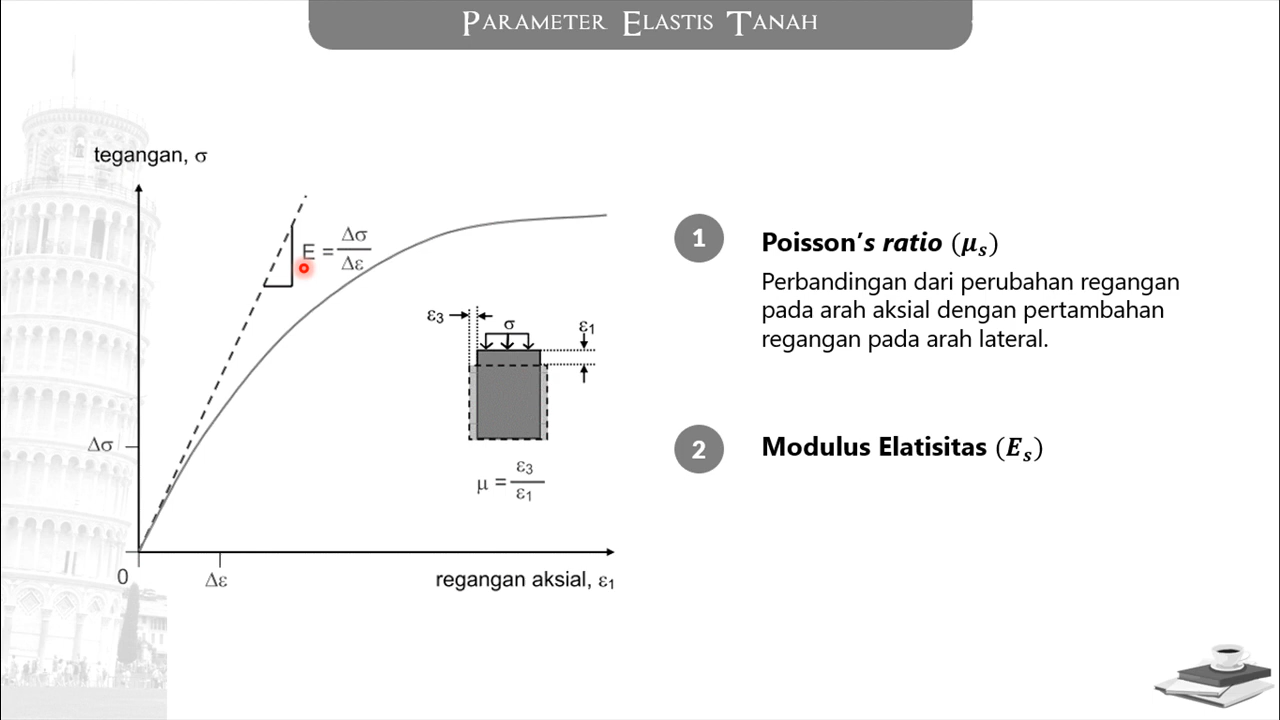 Parameter Elastis Tanah
tegangan, σ
E = Δσ / Δε
ε3
σ
ε1
Δσ
μ = ε3 / ε1
0
Δε
regangan aksial, ε1
1
Poisson’s ratio (μs)
Perbandingan dari perubahan regangan
pada arah aksial dengan pertambahan
regangan pada arah lateral.
2
Modulus Elatisitas (Es)